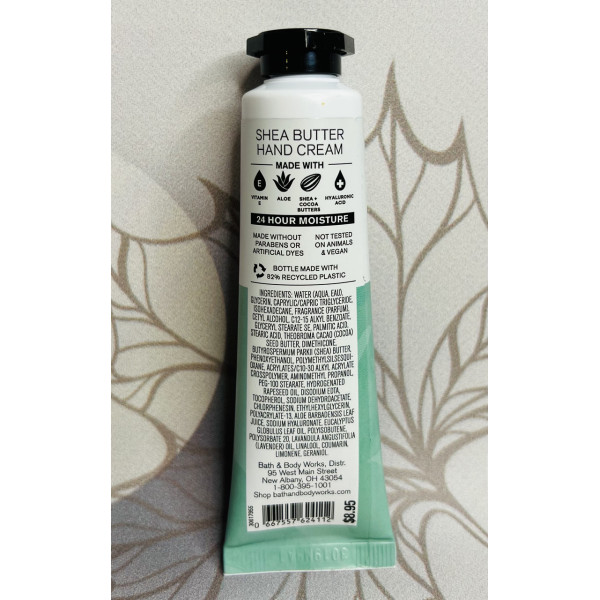 SHEA BUTTER
HAND CREAM
MADE WITH
E
VITAMIN
E
ALOE
SHEA +
COCOA
BUTTERS
HYALURONIC
ACID
24 HOUR MOISTURE
MADE WITHOUT
PARABENS OR
ARTIFICIAL DYES
NOT TESTED
ON ANIMALS
& VEGAN
BOTTLE MADE WITH
82% RECYCLED PLASTIC
INGREDIENTS: WATER (AQUA, EAU),
GLYCERIN, CAPRYLIC/CAPRIC TRIGLYCERIDE,
ISOHEXADECANE, FRAGRANCE (PARFUM),
CETYL ALCOHOL, C12-15 ALKYL BENZOATE,
GLYCERYL STEARATE SE, PALMITIC ACID,
STEARIC ACID, THEOBROMA CACAO (COCOA)
SEED BUTTER, DIMETHICONE,
BUTYROSPERMUM PARKII (SHEA) BUTTER,
PHENOXYETHANOL, POLYMETHYLSILSESQUI-
OXANE, ACRYLATES/C10-30 ALKYL ACRYLATE
CROSSPOLYMER, AMINOMETHYL PROPANOL,
PEG-100 STEARATE, HYDROGENATED
RAPESEED OIL, DISODIUM EDTA,
TOCOPHEROL, SODIUM DEHYDROACETATE,
CHLORPHENESIN, ETHYLHEXYLGLYCERIN,
POLYACRYLATE-13, ALOE BARBADENSIS LEAF
JUICE, SODIUM HYALURONATE, EUCALYPTUS
GLOBULUS LEAF OIL, POLYISOBUTENE,
POLYSORBATE 20, LAVANDULA ANGUSTIFOLIA
(LAVENDER) OIL, LINALOOL, COUMARIN,
LIMONENE, GERANIOL.
Bath & Body Works, Distr.
95 West Main Street
New Albany, OH 43054
1-800-395-1001
Shop bathandbodyworks.com
0 667557 624112
$8.95